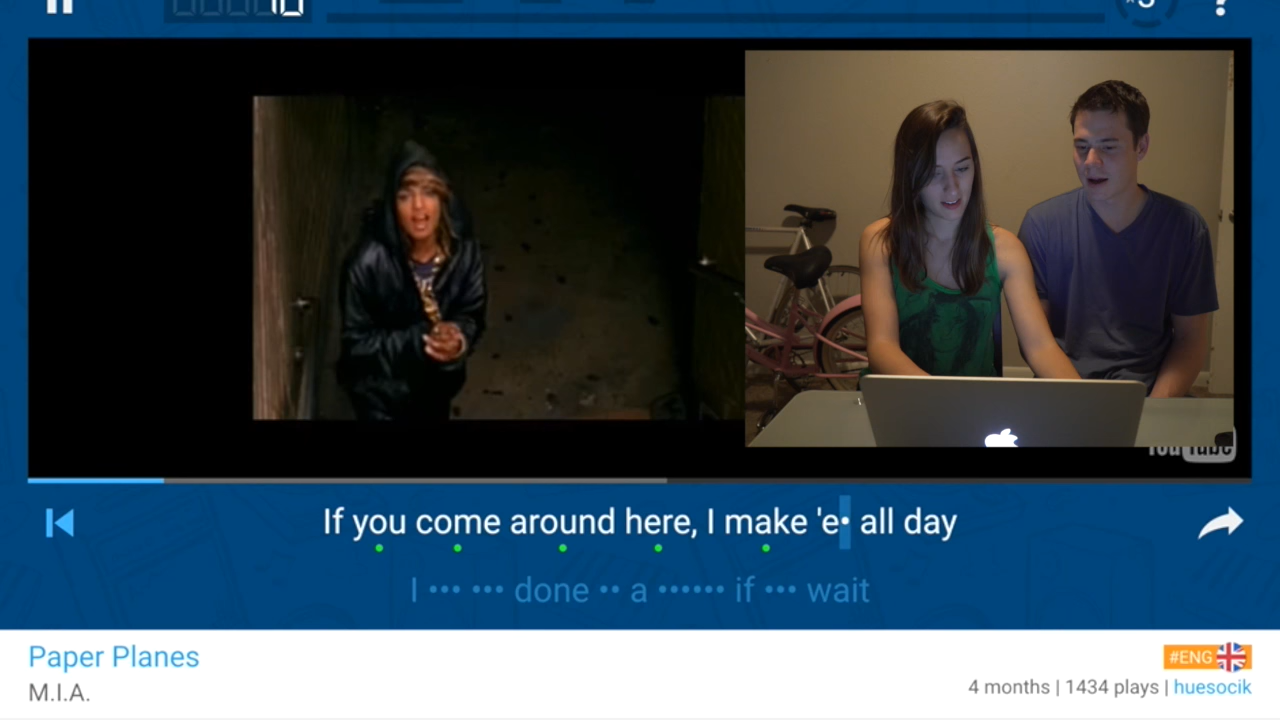 YouTube
If you come around here, I make 'e• all day
I ••• ••• done •• a •••••• if ••• wait
Paper Planes
#ENG
M.I.A.
4 months | 1434 plays | huesocik